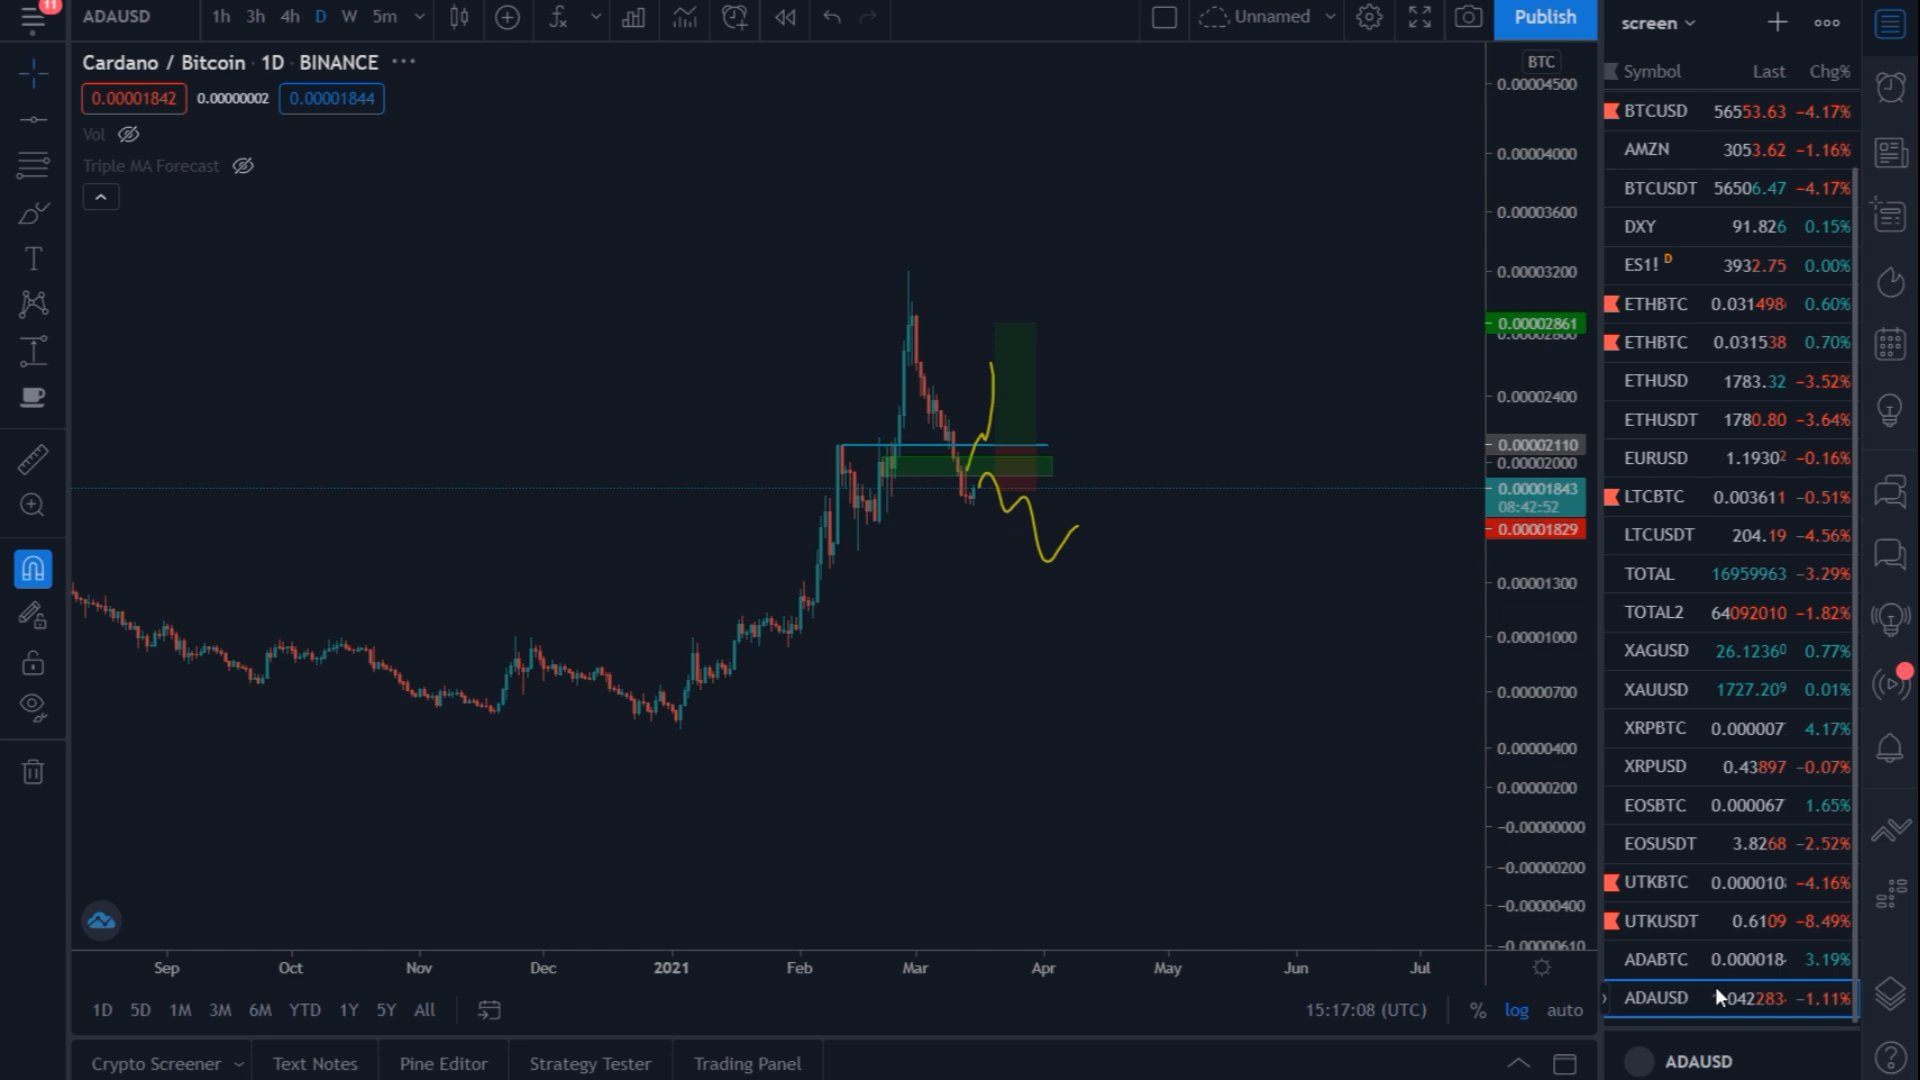 11
ADAUSD
1h 3h 4h D W 5m
Unnamed
Publish
screen
Cardano / Bitcoin · 1D · BINANCE
0.00001842 0.00000002 0.00001844
Vol
Triple MA Forecast
BTC
0.00004500
0.00004000
0.00003600
0.00003200
0.00002861
0.00002800
0.00002400
0.00002110
0.00002000
0.00001843
08:42:52
0.00001829
0.00001300
0.00001000
0.00000700
0.00000400
0.00000200
−0.00000000
−0.00000200
−0.00000400
−0.00000610
Sep Oct Nov Dec 2021 Feb Mar Apr May Jun Jul
1D 5D 1M 3M 6M YTD 1Y 5Y All
15:17:08 (UTC) % log auto
Crypto Screener Text Notes Pine Editor Strategy Tester Trading Panel
Symbol Last Chg%
BTCUSD 56553.63 −4.17%
AMZN 3053.62 −1.16%
BTCUSDT 56506.47 −4.17%
DXY 91.826 0.15%
ES1! D 3932.75 0.00%
ETHBTC 0.031498 0.60%
ETHBTC 0.031538 0.70%
ETHUSD 1783.32 −3.52%
ETHUSDT 1780.80 −3.64%
EURUSD 1.19302 −0.16%
LTCBTC 0.003611 −0.51%
LTCUSDT 204.19 −4.56%
TOTAL 16959963 −3.29%
TOTAL2 64092010 −1.82%
XAGUSD 26.12360 0.77%
XAUUSD 1727.209 0.01%
XRPBTC 0.000007 4.17%
XRPUSD 0.43897 −0.07%
EOSBTC 0.000067 1.65%
EOSUSDT 3.8268 −2.52%
UTKBTC 0.000010 −4.16%
UTKUSDT 0.6109 −8.49%
ADABTC 0.000018 3.19%
ADAUSD 042283 −1.11%
ADAUSD